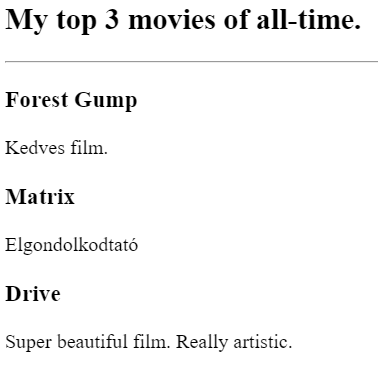 My top 3 movies of all-time.
Forest Gump
Kedves film.
Matrix
Elgondolkodtató
Drive
Super beautiful film. Really artistic.